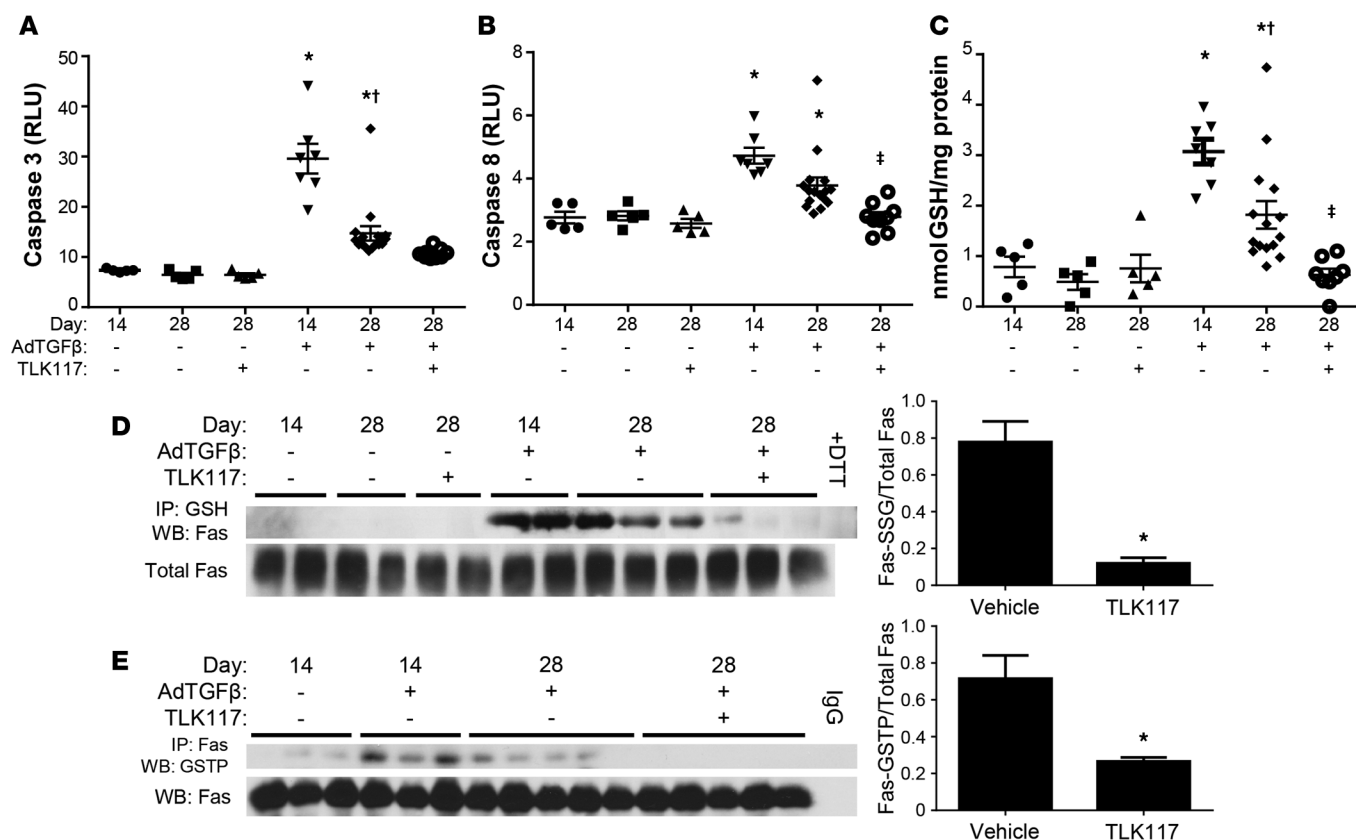 A
Caspase 3 (RLU)
50
40
30
20
10
0
*
*†
Day: 14 28 28 14 28 28
AdTGFβ: - - - + + +
TLK117: - - + - - +
B
Caspase 8 (RLU)
8
6
4
2
0
*
*
‡
14 28 28 14 28 28
- - - + + +
- - + - - +
C
nmol GSH/mg protein
5
4
3
2
1
0
*
*†
‡
14 28 28 14 28 28
- - - + + +
- - + - - +
D
Day: 14 28 28 14 28 28
AdTGFβ: - - - + + +
TLK117: - - + - - +
+DTT
IP: GSH
WB: Fas
Total Fas
Fas-SSG/Total Fas
1.0
0.8
0.6
0.4
0.2
0
*
Vehicle TLK117
E
Day: 14 14 28 28
AdTGFβ: - + + +
TLK117: - - - +
IgG
IP: Fas
WB: GSTP
WB: Fas
Fas-GSTP/Total Fas
1.0
0.8
0.6
0.4
0.2
0
*
Vehicle TLK117